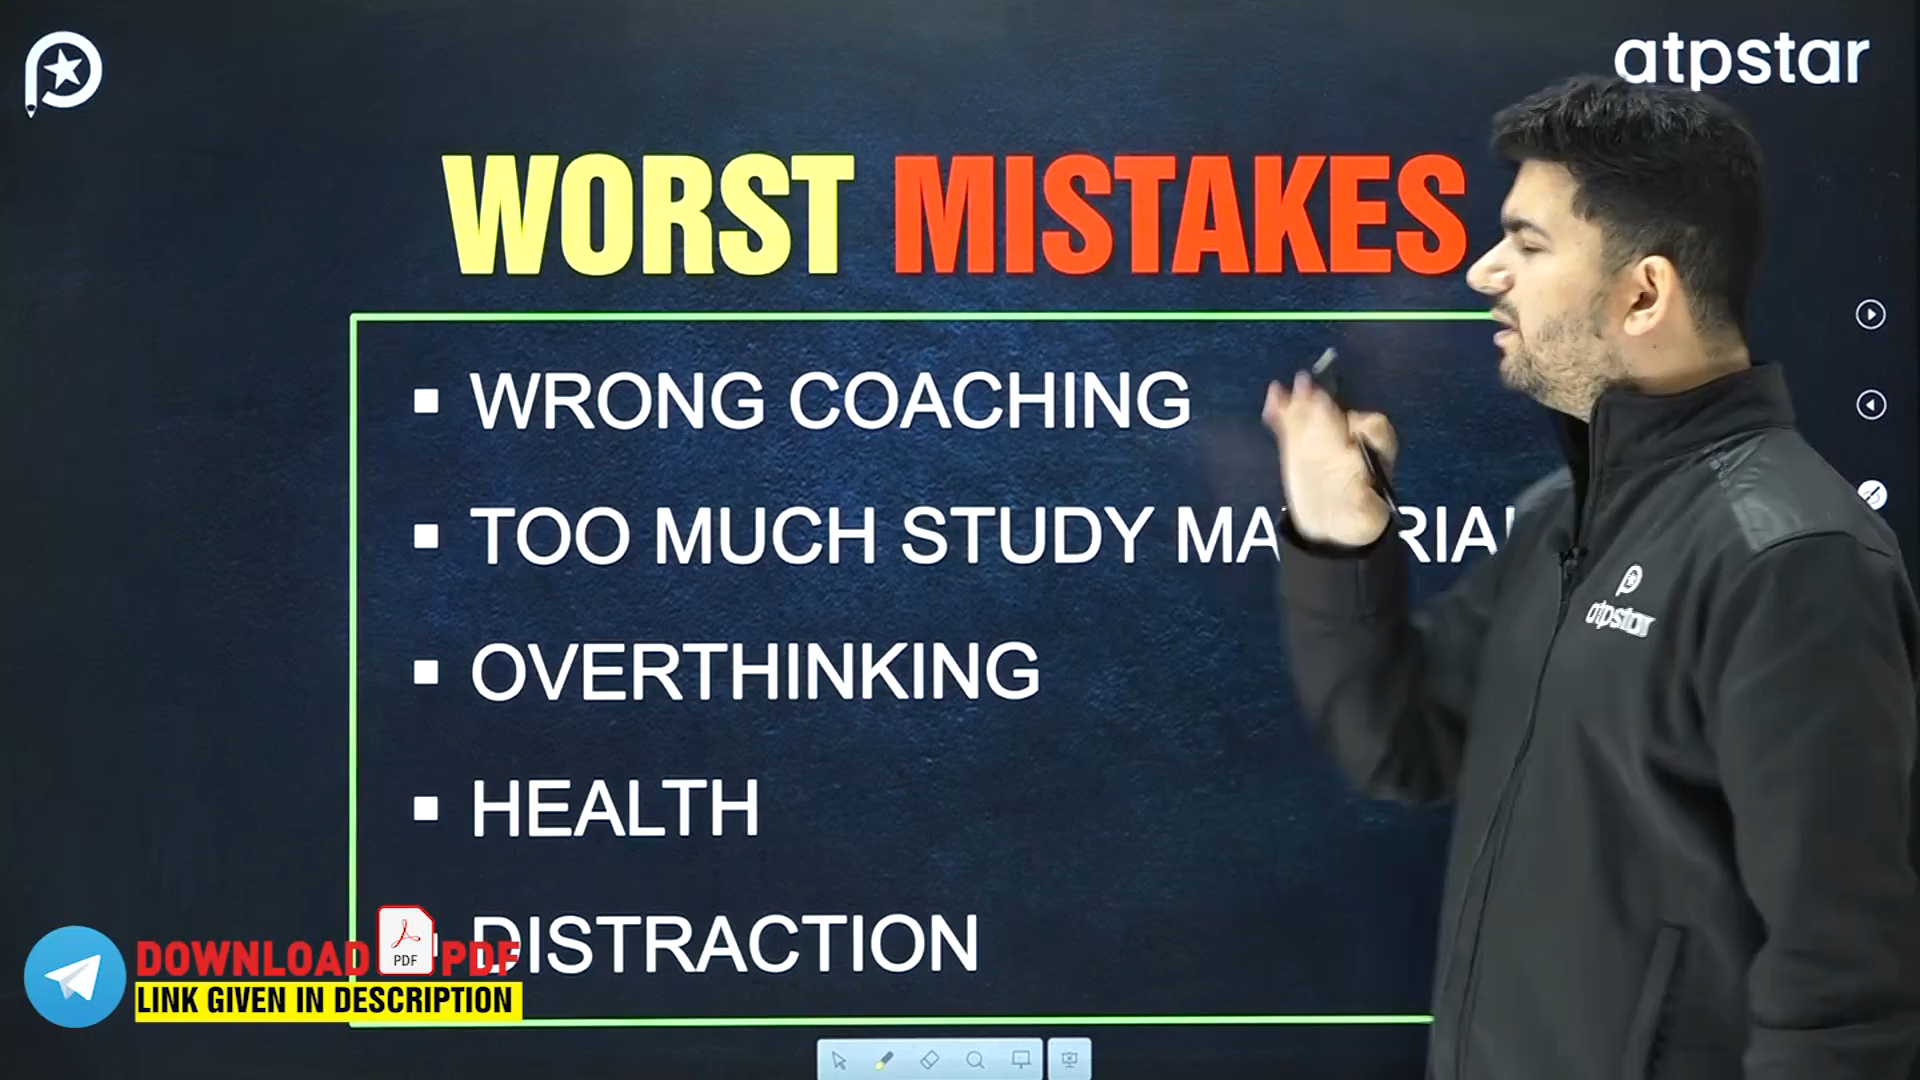 atpstar
WORST MISTAKES
▪ WRONG COACHING
▪ TOO MUCH STUDY MATERIAL
▪ OVERTHINKING
▪ HEALTH
▪ DISTRACTION
atpstar
DOWNLOAD PDF PDF
LINK GIVEN IN DESCRIPTION